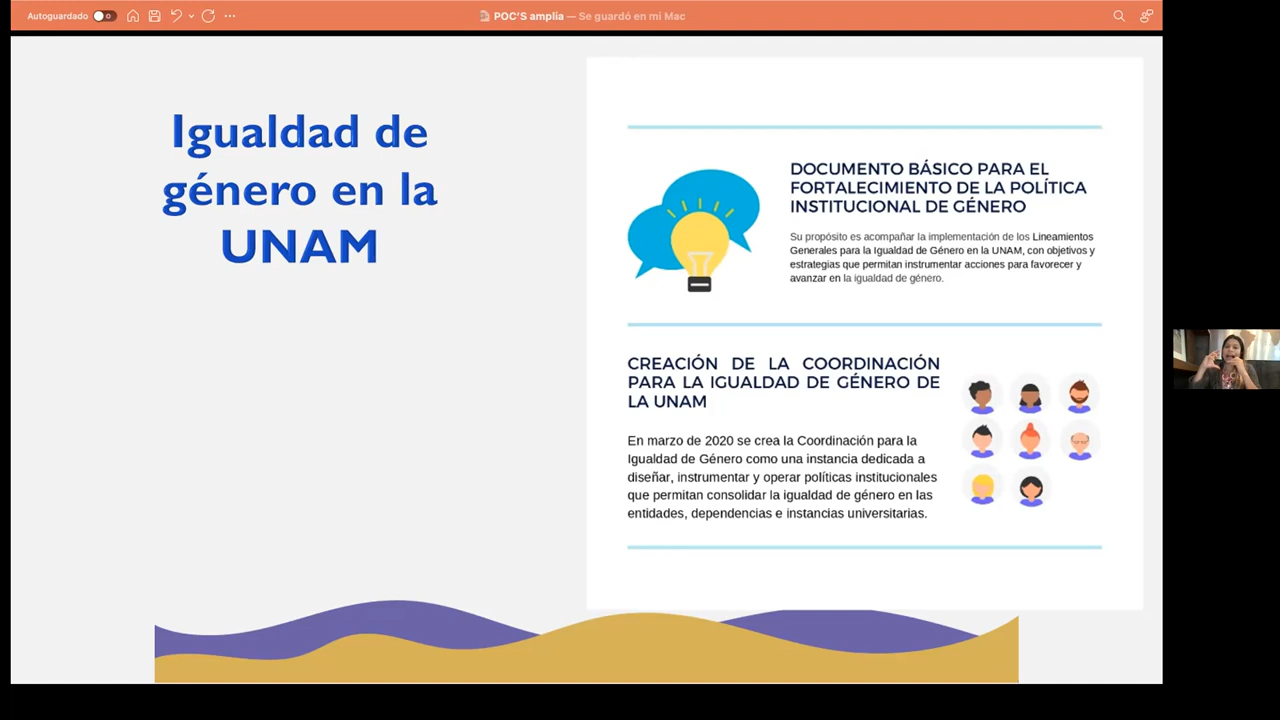 Autoguardado
POC'S amplia — Se guardó en mi Mac
Igualdad de
género en la
UNAM
DOCUMENTO BÁSICO PARA EL
FORTALECIMIENTO DE LA POLÍTICA
INSTITUCIONAL DE GÉNERO
Su propósito es acompañar la implementación de los Lineamientos
Generales para la Igualdad de Género en la UNAM, con objetivos y
estrategias que permitan instrumentar acciones para favorecer y
avanzar en la igualdad de género.
CREACIÓN DE LA COORDINACIÓN
PARA LA IGUALDAD DE GÉNERO DE
LA UNAM
En marzo de 2020 se crea la Coordinación para la
Igualdad de Género como una instancia dedicada a
diseñar, instrumentar y operar políticas institucionales
que permitan consolidar la igualdad de género en las
entidades, dependencias e instancias universitarias.